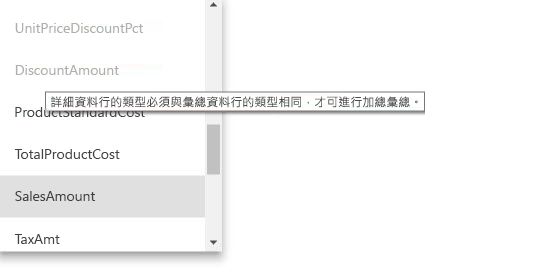 UnitPriceDiscountPct
DiscountAmount
詳細資料行的類型必須與彙總資料行的類型相同，才可進行加總彙總。
ProductStandardCost
TotalProductCost
SalesAmount
TaxAmt